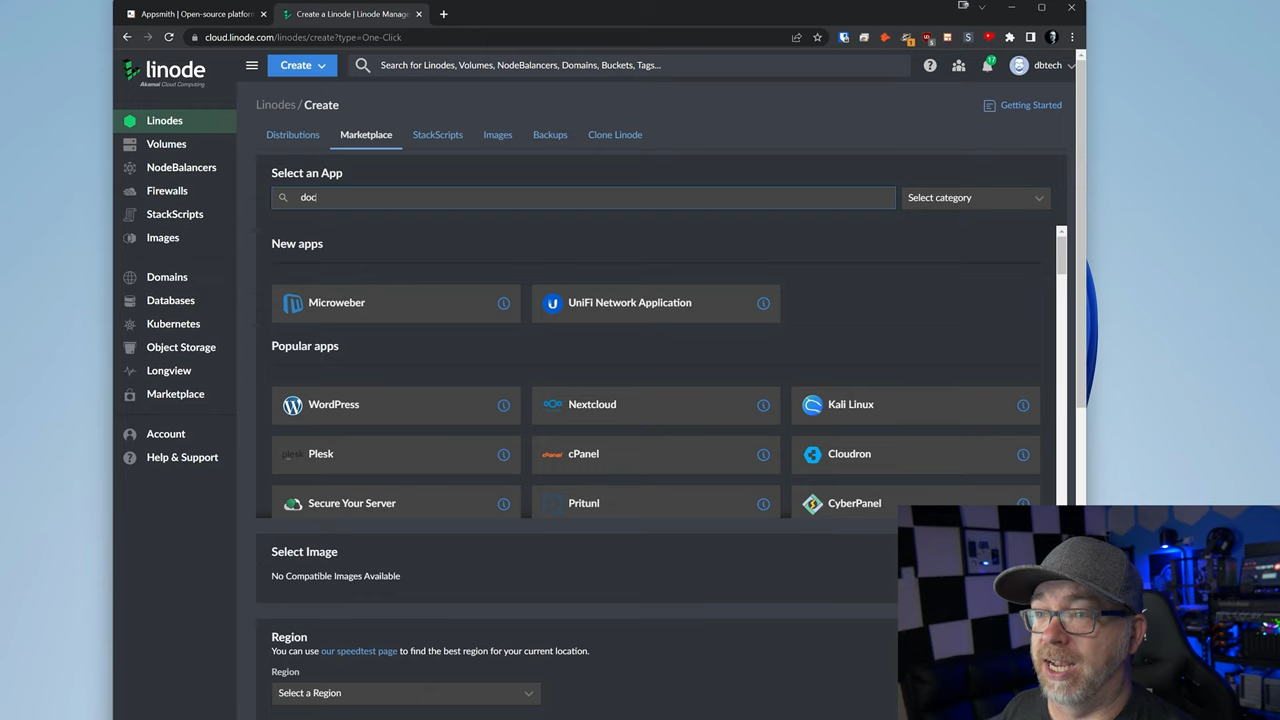 Appsmith | Open-source platfor
Create a Linode | Linode Manag
cloud.linode.com/linodes/create?type=One-Click
linode
Akamai Cloud Computing
Create
Search for Linodes, Volumes, NodeBalancers, Domains, Buckets, Tags...
17
dbtech
Linodes
Volumes
NodeBalancers
Firewalls
StackScripts
Images
Domains
Databases
Kubernetes
Object Storage
Longview
Marketplace
Account
Help & Support
Linodes / Create
Getting Started
Distributions
Marketplace
StackScripts
Images
Backups
Clone Linode
Select an App
doc
Select category
New apps
Microweber
UniFi Network Application
Popular apps
WordPress
Nextcloud
Kali Linux
plesk
Plesk
cPanel
cPanel
Cloudron
Secure Your Server
Pritunl
CyberPanel
Select Image
No Compatible Images Available
Region
You can use our speedtest page to find the best region for your current location.
Region
Select a Region